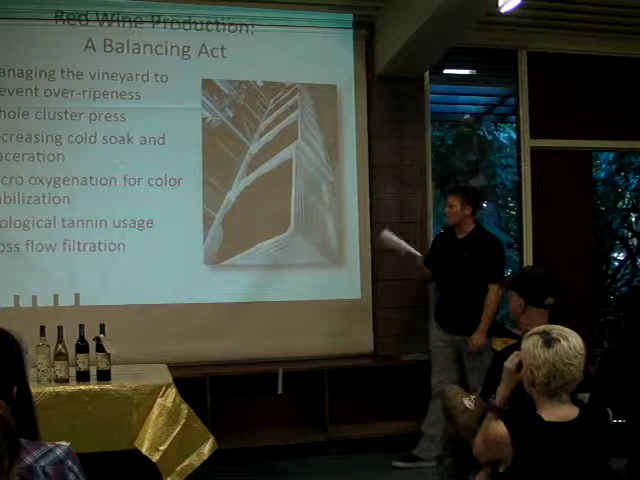 Red Wine Production:
A Balancing Act
anaging the vineyard to
event over-ripeness
hole cluster press
creasing cold soak and
aceration
cro oxygenation for color
bilization
ological tannin usage
oss flow filtration